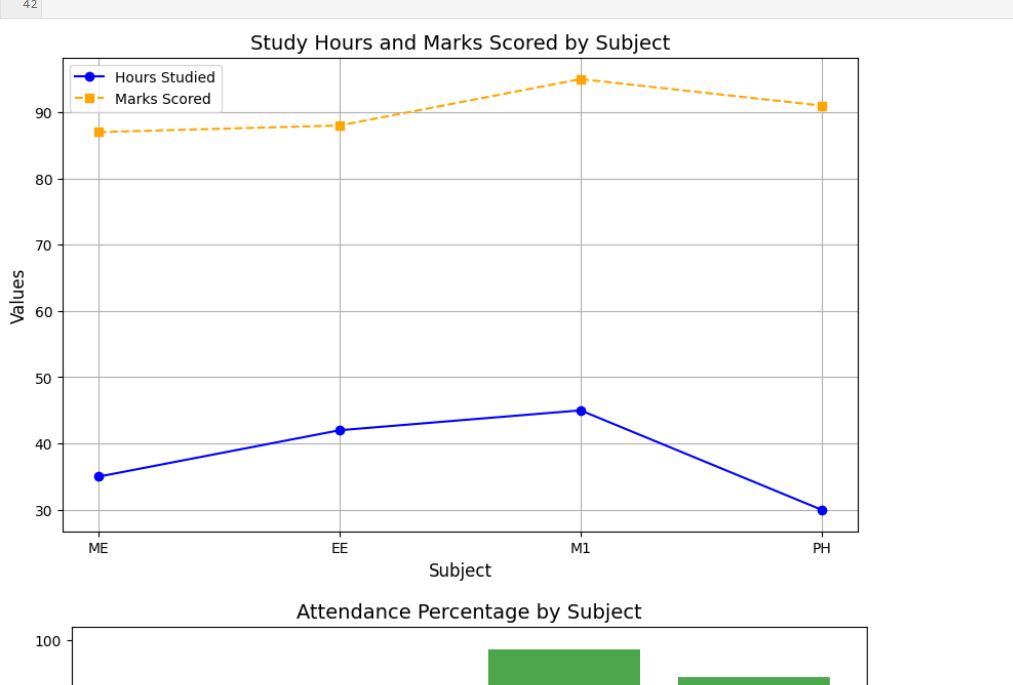 42
Study Hours and Marks Scored by Subject
Hours Studied
Marks Scored
90
80
70
60
50
40
30
Values
ME EE M1 PH
Subject
Attendance Percentage by Subject
100